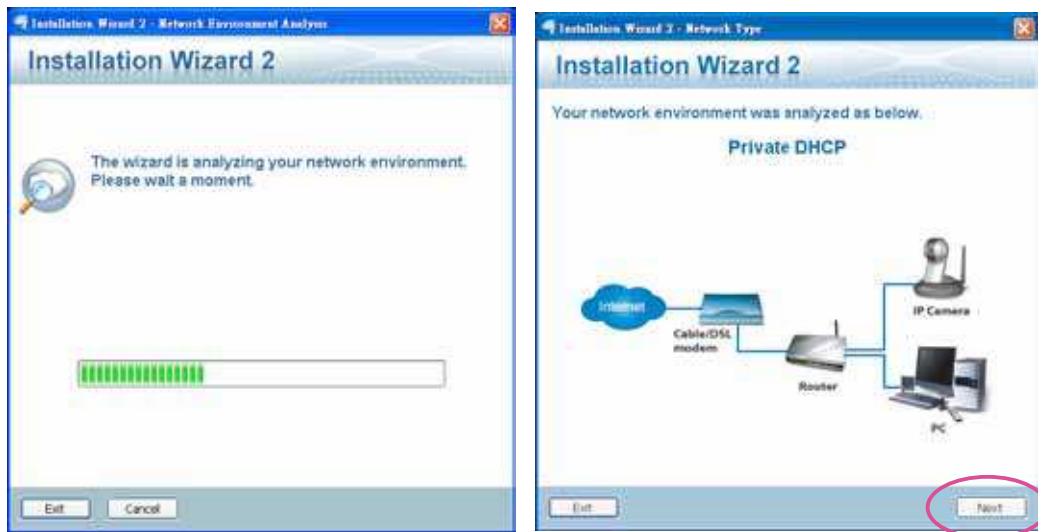 Installation Wizard 2 - Network Environment Analysis
Installation Wizard 2
The wizard is analyzing your network environment.
Please wait a moment.
Exit
Cancel
Installation Wizard 2 - Network Type
Installation Wizard 2
Your network environment was analyzed as below.
Private DHCP
Internet
Cable/DSL
modem
Router
IP Camera
PC
Exit
Next